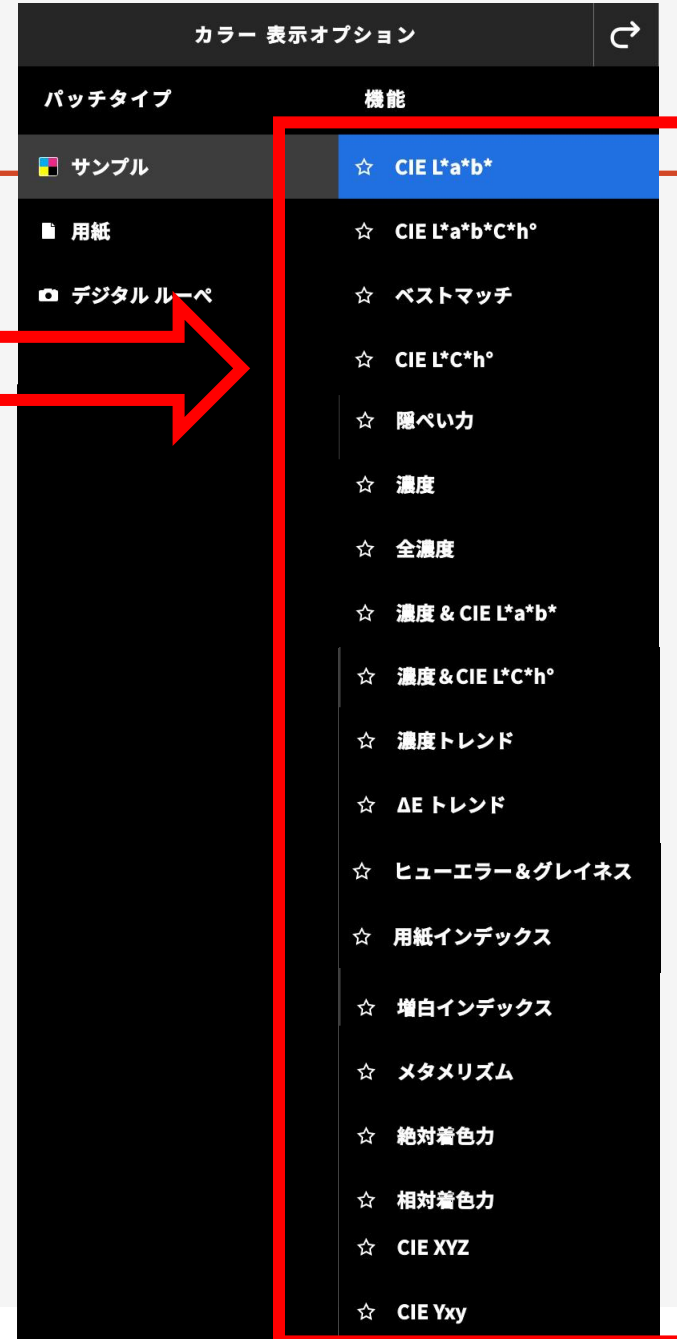 カラー 表示オプション
パッチタイプ
機能
サンプル
用紙
デジタル ルーペ
CIE L*a*b*
CIE L*a*b*C*h°
ベストマッチ
CIE L*C*h°
隠ぺい力
濃度
全濃度
濃度 & CIE L*a*b*
濃度&CIE L*C*h°
濃度トレンド
ΔE トレンド
ヒューエラー&グレイネス
用紙インデックス
増白インデックス
メタメリズム
絶対着色力
相対着色力
CIE XYZ
CIE Yxy